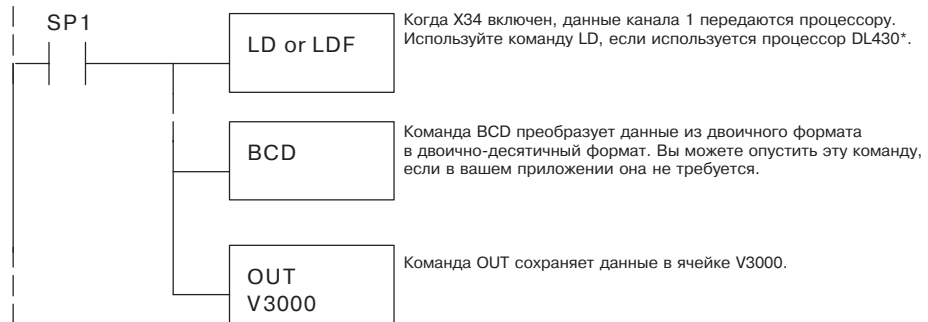 SP1
LD or LDF
Когда X34 включен, данные канала 1 передаются процессору.
Используйте команду LD, если используется процессор DL430*.
BCD
Команда BCD преобразует данные из двоичного формата
в двоично-десятичный формат. Вы можете опустить эту команду,
если в вашем приложении она не требуется.
OUT
V3000
Команда OUT сохраняет данные в ячейке V3000.